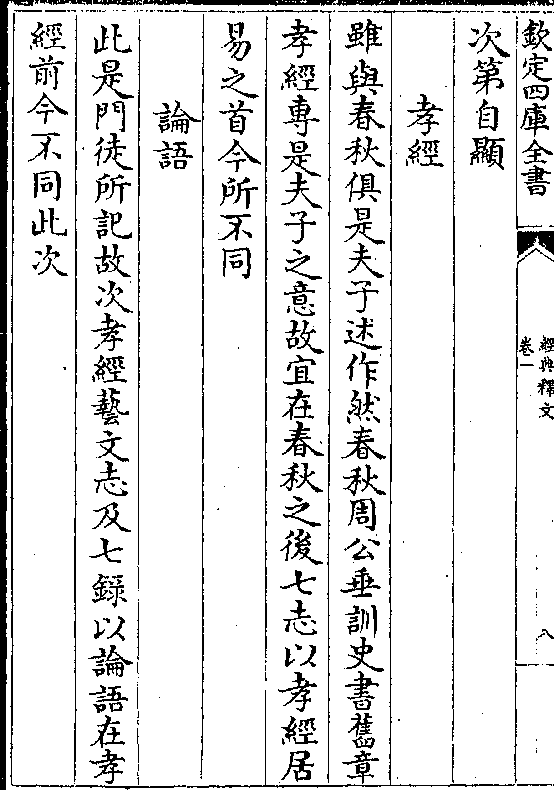 欽定四庫全書
經典釋文
卷一
八
次第自顯
孝經
雖與春秋俱是夫子述作然春秋周公垂訓史書舊章
孝經專是夫子之意故宜在春秋之後七志以孝經居
易之首今所不同
論語
此是門徒所記故次孝經藝文志及七錄以論語在孝
經前今不同此次